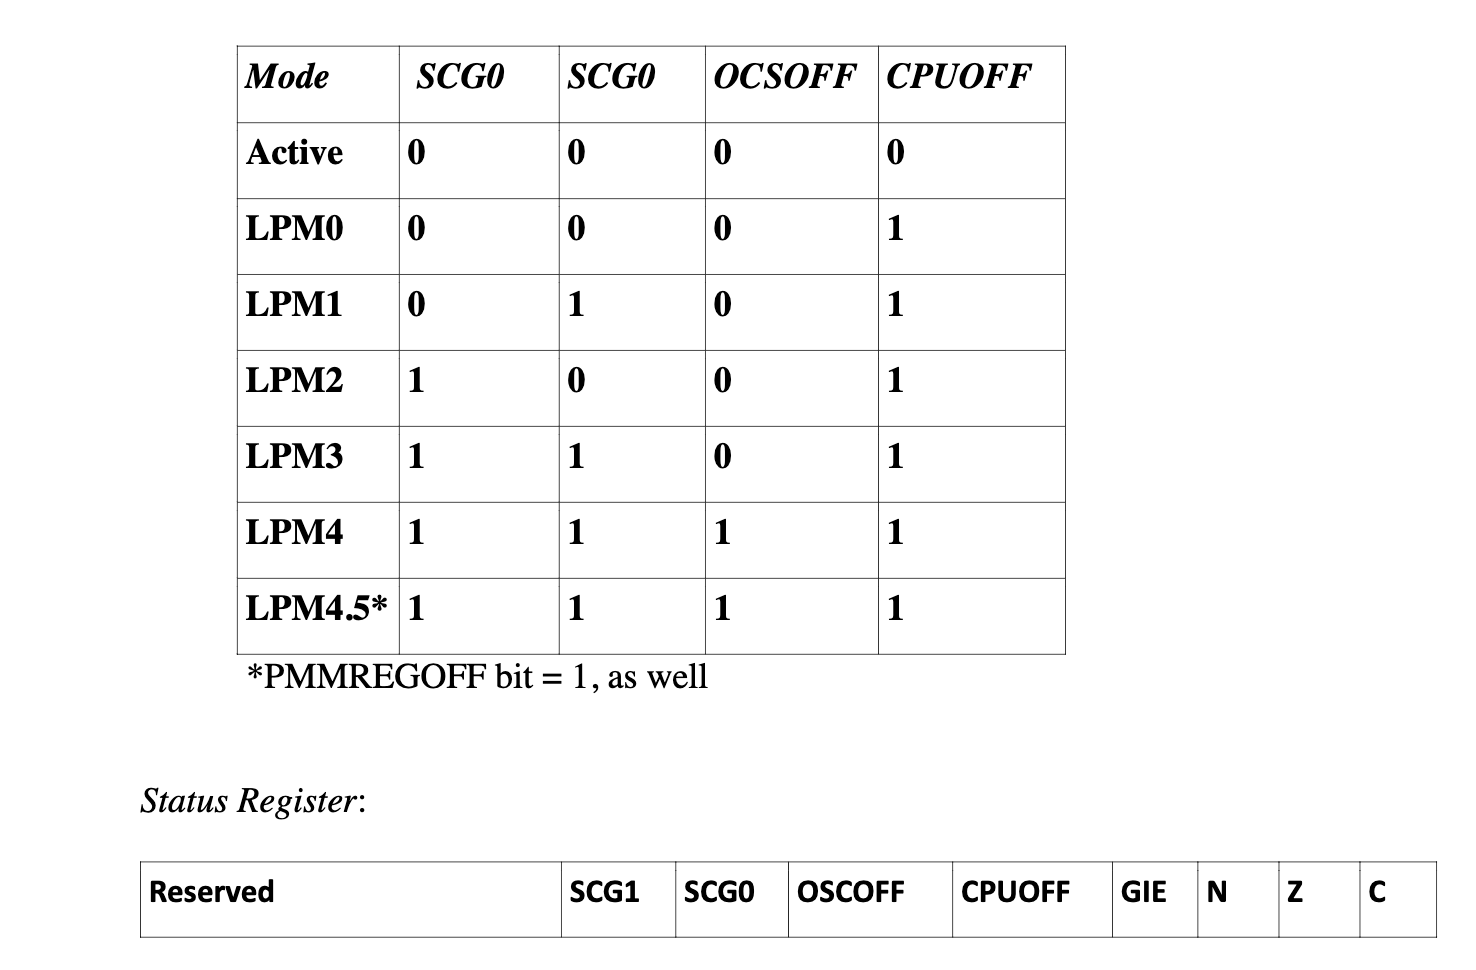 Mode SCG0 SCG0 OCSOFF CPUOFF
Active 0 0 0 0
LPM0 0 0 0 1
LPM1 0 1 0 1
LPM2 1 0 0 1
LPM3 1 1 0 1
LPM4 1 1 1 1
LPM4.5* 1 1 1 1
*PMMREGOFF bit = 1, as well
Status Register:
Reserved SCG1 SCG0 OSCOFF CPUOFF GIE N Z C